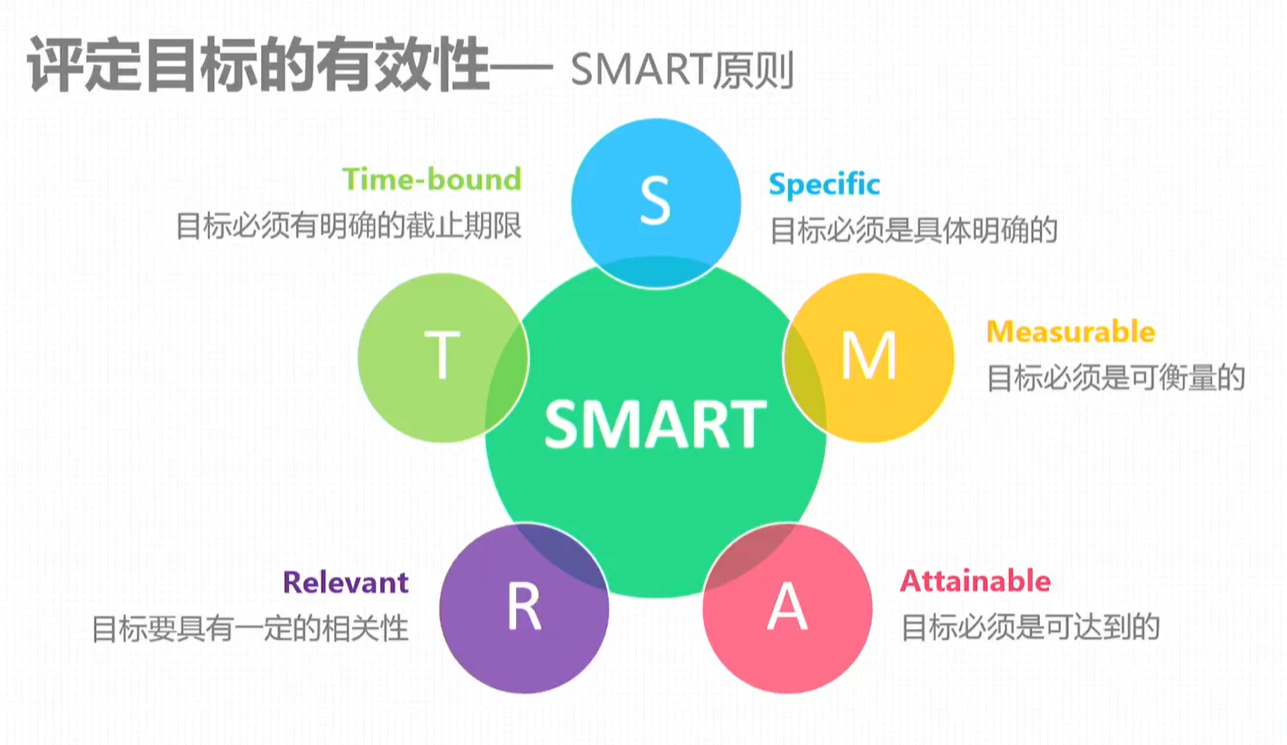 评定目标的有效性— SMART原则
S
Specific
目标必须是具体明确的
M
Measurable
目标必须是可衡量的
A
Attainable
目标必须是可达到的
R
Relevant
目标要具有一定的相关性
T
Time-bound
目标必须有明确的截止期限
SMART